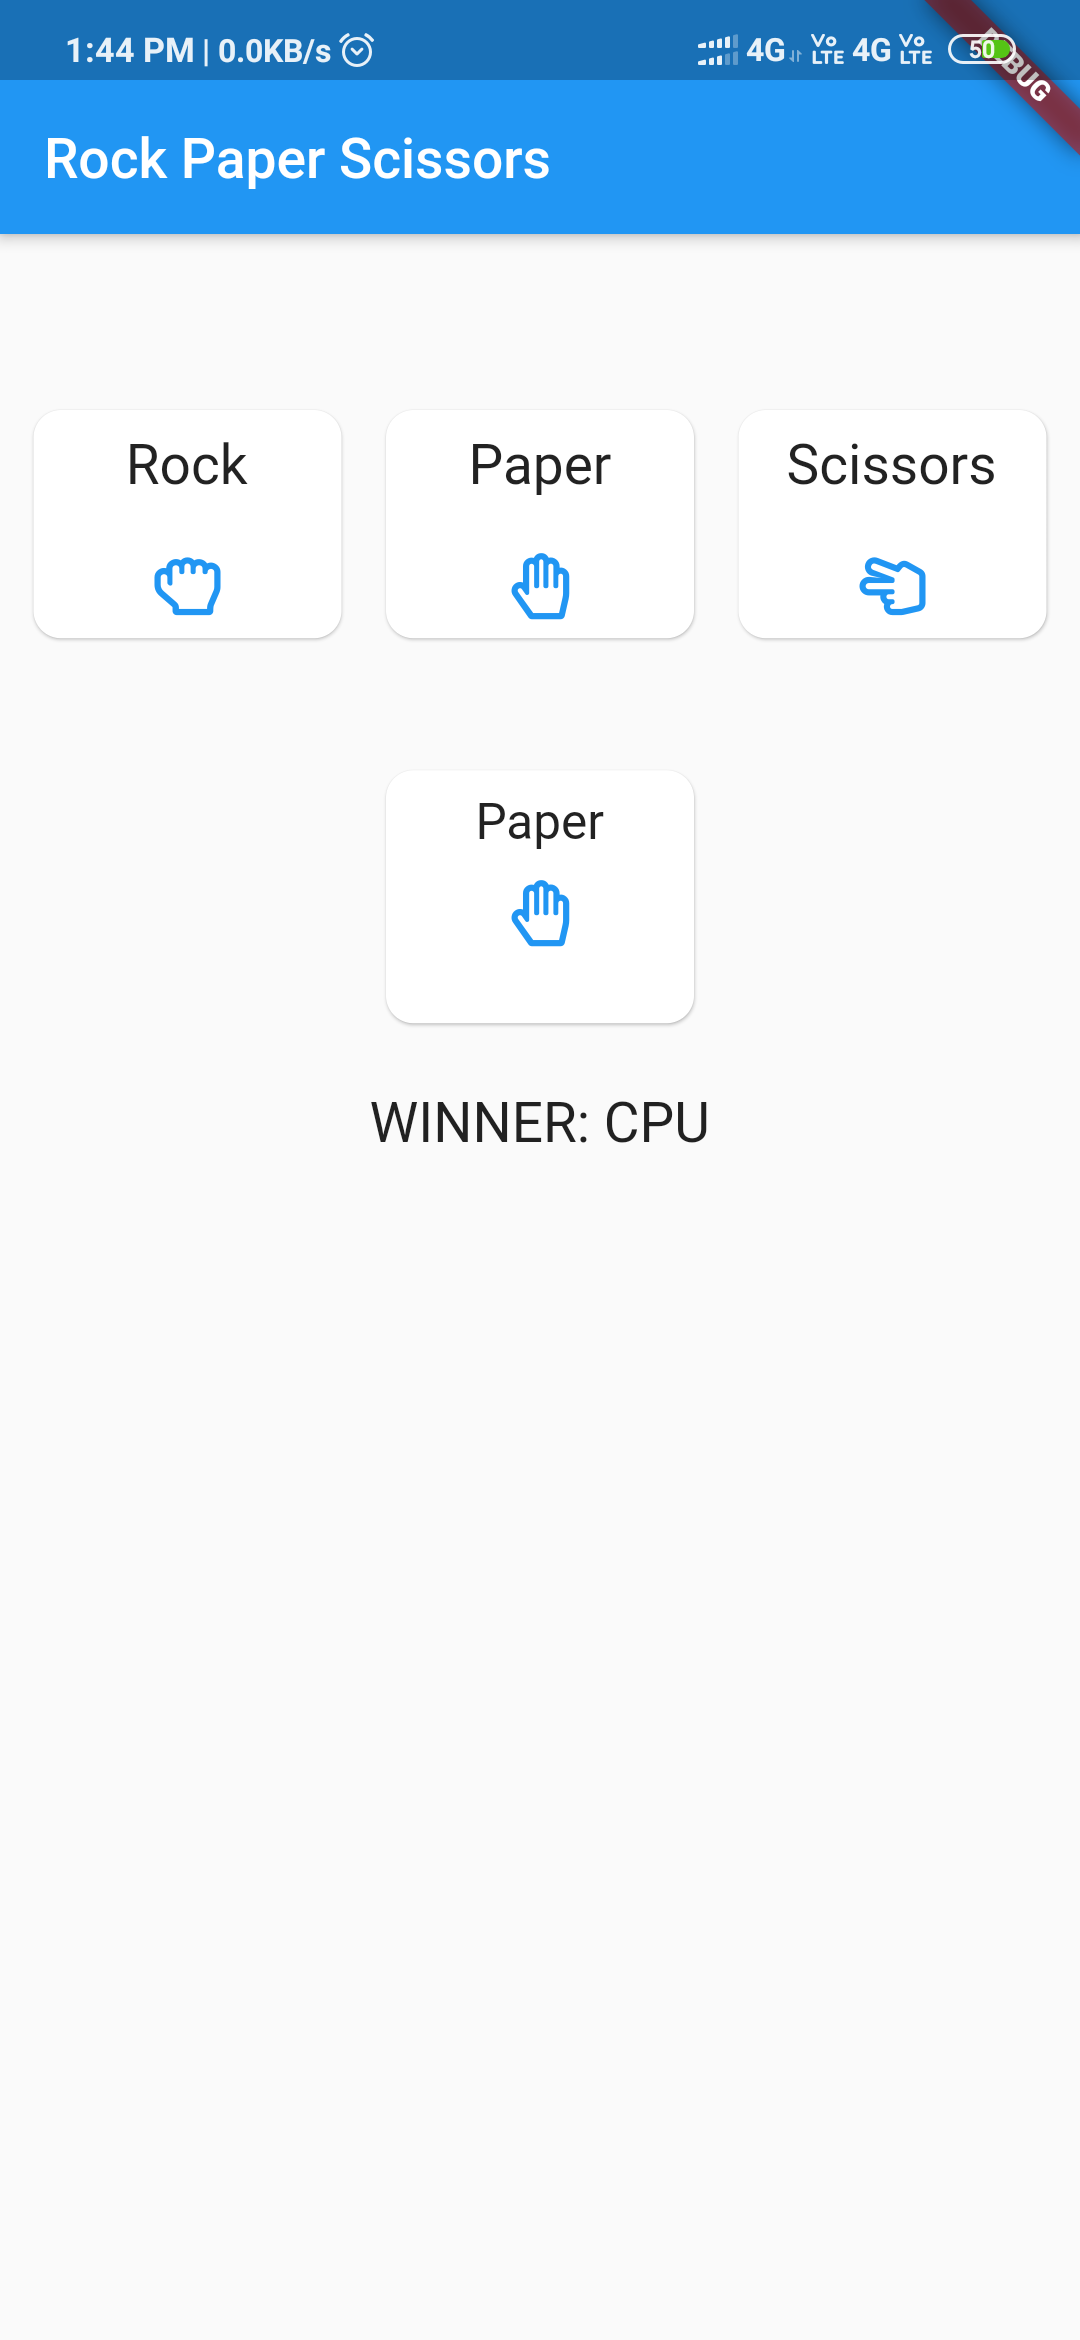 1:44 PM | 0.0KB/s 4G Vo LTE 4G Vo LTE 50
DEBUG
Rock Paper Scissors
Rock Paper Scissors
Paper
WINNER: CPU